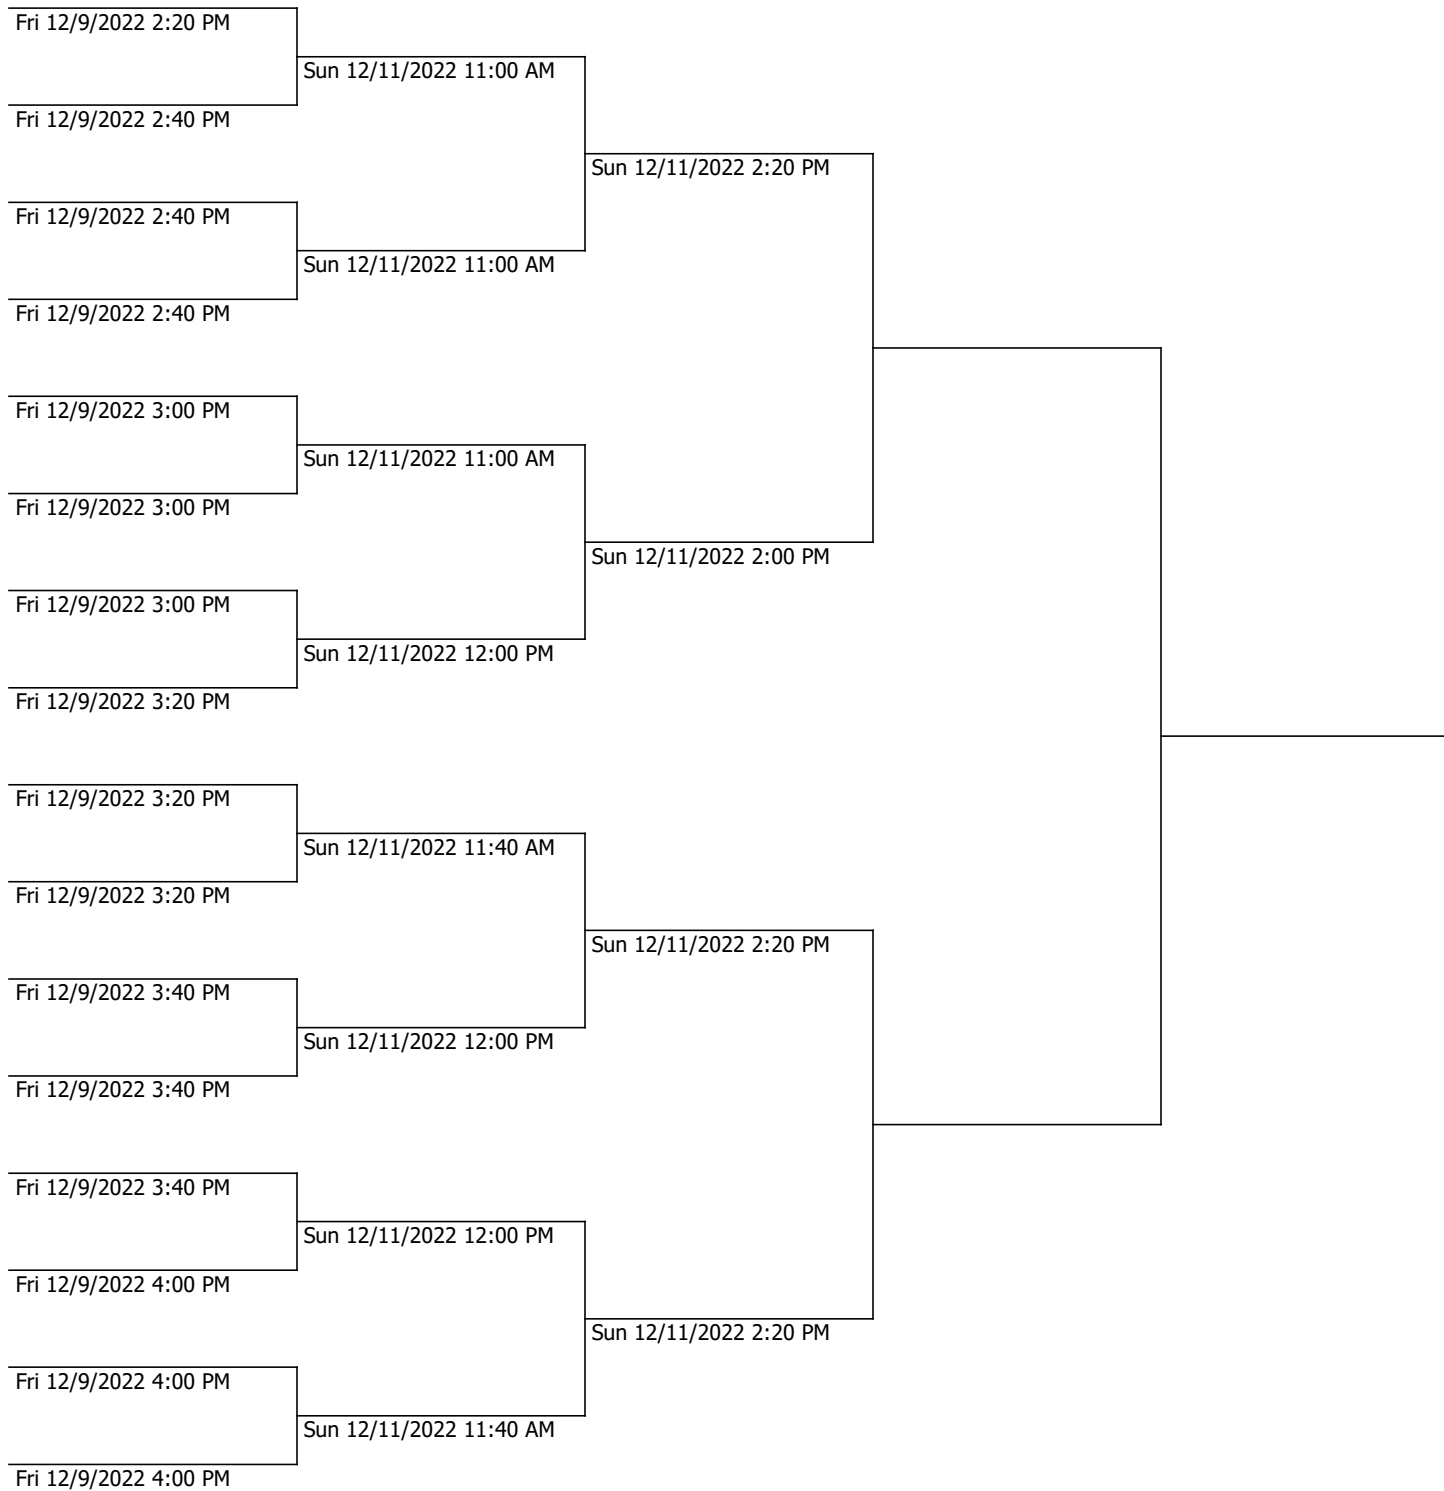 Fri 12/9/2022 2:20 PM
Sun 12/11/2022 11:00 AM
Fri 12/9/2022 2:40 PM
Sun 12/11/2022 2:20 PM
Fri 12/9/2022 2:40 PM
Sun 12/11/2022 11:00 AM
Fri 12/9/2022 2:40 PM
Fri 12/9/2022 3:00 PM
Sun 12/11/2022 11:00 AM
Fri 12/9/2022 3:00 PM
Sun 12/11/2022 2:00 PM
Fri 12/9/2022 3:00 PM
Sun 12/11/2022 12:00 PM
Fri 12/9/2022 3:20 PM
Fri 12/9/2022 3:20 PM
Sun 12/11/2022 11:40 AM
Fri 12/9/2022 3:20 PM
Sun 12/11/2022 2:20 PM
Fri 12/9/2022 3:40 PM
Sun 12/11/2022 12:00 PM
Fri 12/9/2022 3:40 PM
Fri 12/9/2022 3:40 PM
Sun 12/11/2022 12:00 PM
Fri 12/9/2022 4:00 PM
Sun 12/11/2022 2:20 PM
Fri 12/9/2022 4:00 PM
Sun 12/11/2022 11:40 AM
Fri 12/9/2022 4:00 PM